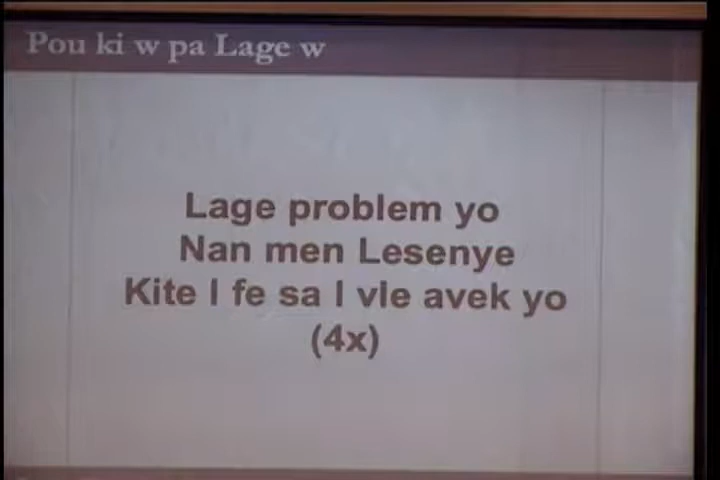 Pou ki w pa Lage w
Lage problem yo
Nan men Lesenye
Kite l fe sa l vle avek yo
(4x)